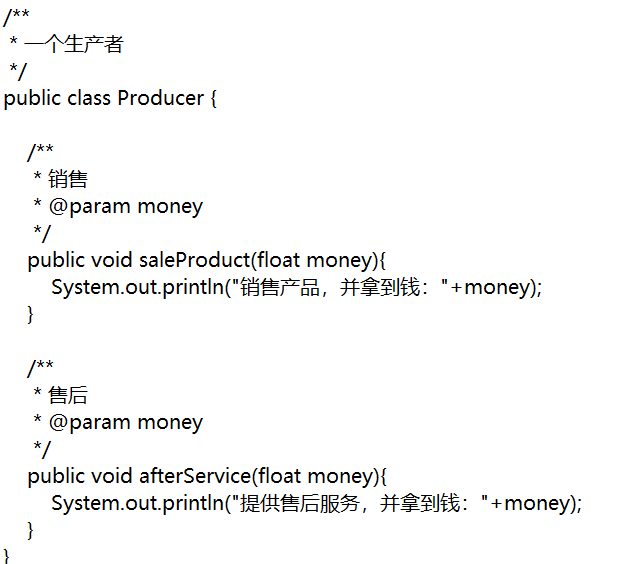 /**
 * 一个生产者
 */
public class Producer {
    /**
     * 销售
     * @param money
     */
    public void saleProduct(float money){
        System.out.println("销售产品，并拿到钱："+money);
    }
    /**
     * 售后
     * @param money
     */
    public void afterService(float money){
        System.out.println("提供售后服务，并拿到钱："+money);
    }
}